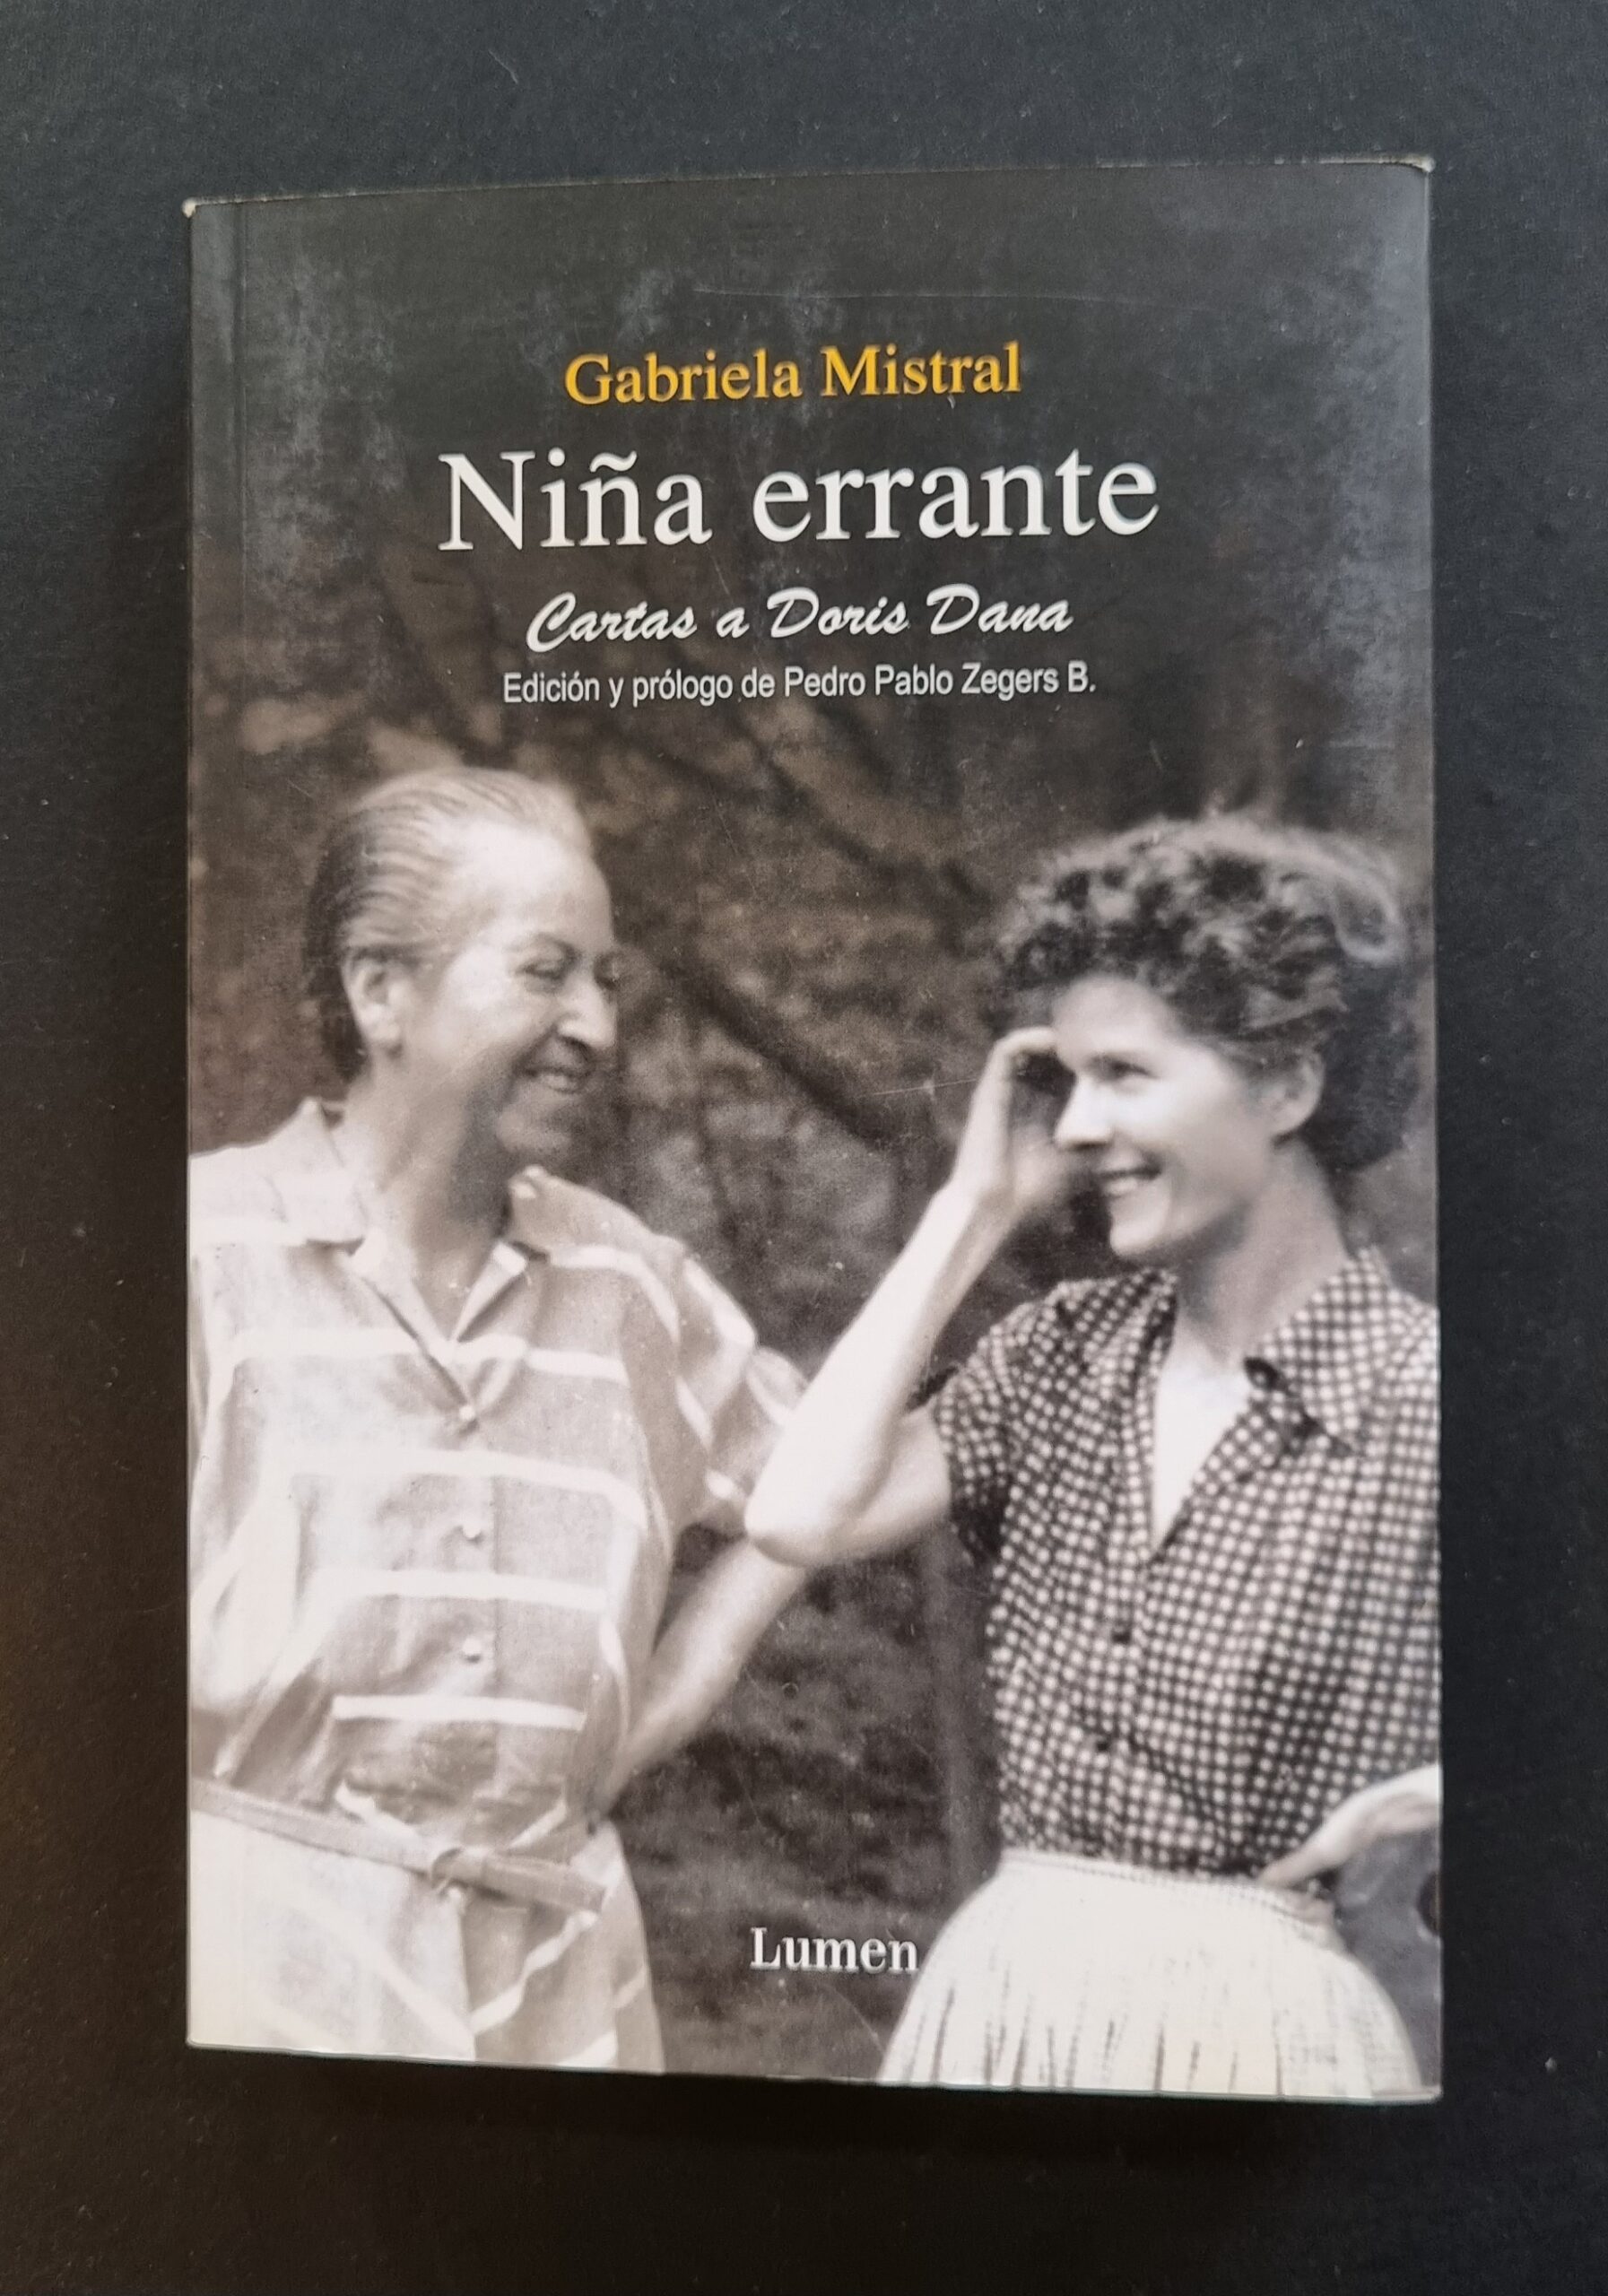 Gabriela Mistral
Niña errante
Cartas a Doris Dana
Edición y prólogo de Pedro Pablo Zegers B.
Lumen